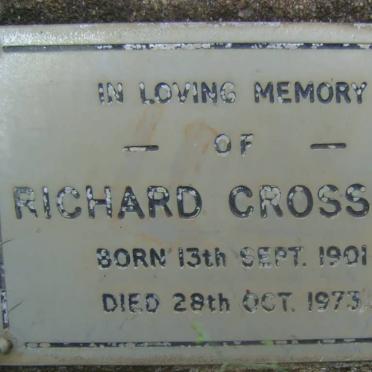 IN LOVING MEMORY
— OF —
RICHARD CROSS
BORN 13th SEPT. 1901
DIED 28th OCT. 1973